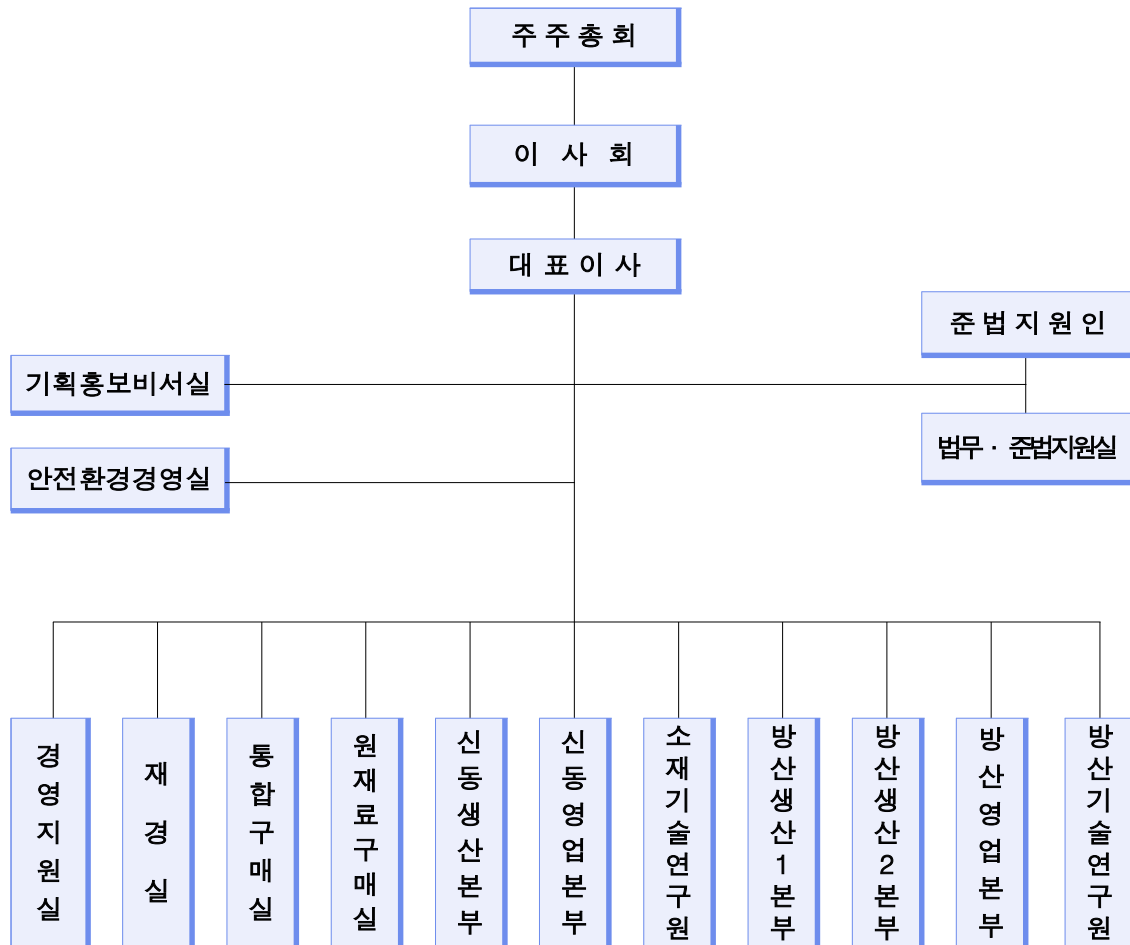 주주총회
이사회
대표이사
준법지원인
기획홍보비서실
법무 · 준법지원실
안전환경경영실
경영지원실
재경실
통합구매실
원재료구매실
신동생산본부
신동영업본부
소재기술연구원
방산생산1본부
방산생산2본부
방산영업본부
방산기술연구원